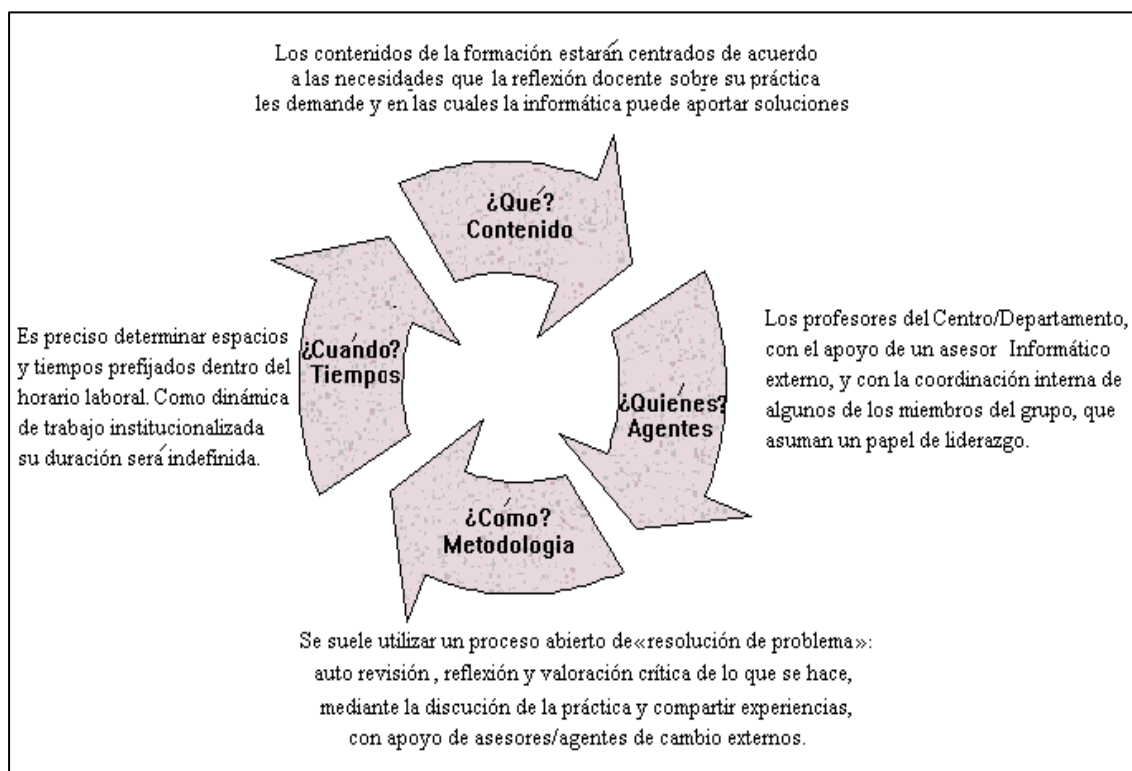 Los contenidos de la formación estarán centrados de acuerdo
a las necesidades que la reflexión docente sobre su práctica
les demande y en las cuales la informática puede aportar soluciones
¿Qué?
Contenido
Los profesores del Centro/Departamento,
con el apoyo de un asesor Informático
externo, y con la coordinación interna de
algunos de los miembros del grupo, que
asuman un papel de liderazgo.
¿Quiénes?
Agentes
¿Cómo?
Metodologia
Se suele utilizar un proceso abierto de «resolución de problema»:
auto revisión, reflexión y valoración crítica de lo que se hace,
mediante la discución de la práctica y compartir experiencias,
con apoyo de asesores/agentes de cambio externos.
¿Cuándo?
Tiempos
Es preciso determinar espacios
y tiempos prefijados dentro del
horario laboral. Como dinámica
de trabajo institucionalizada
su duración será indefinida.